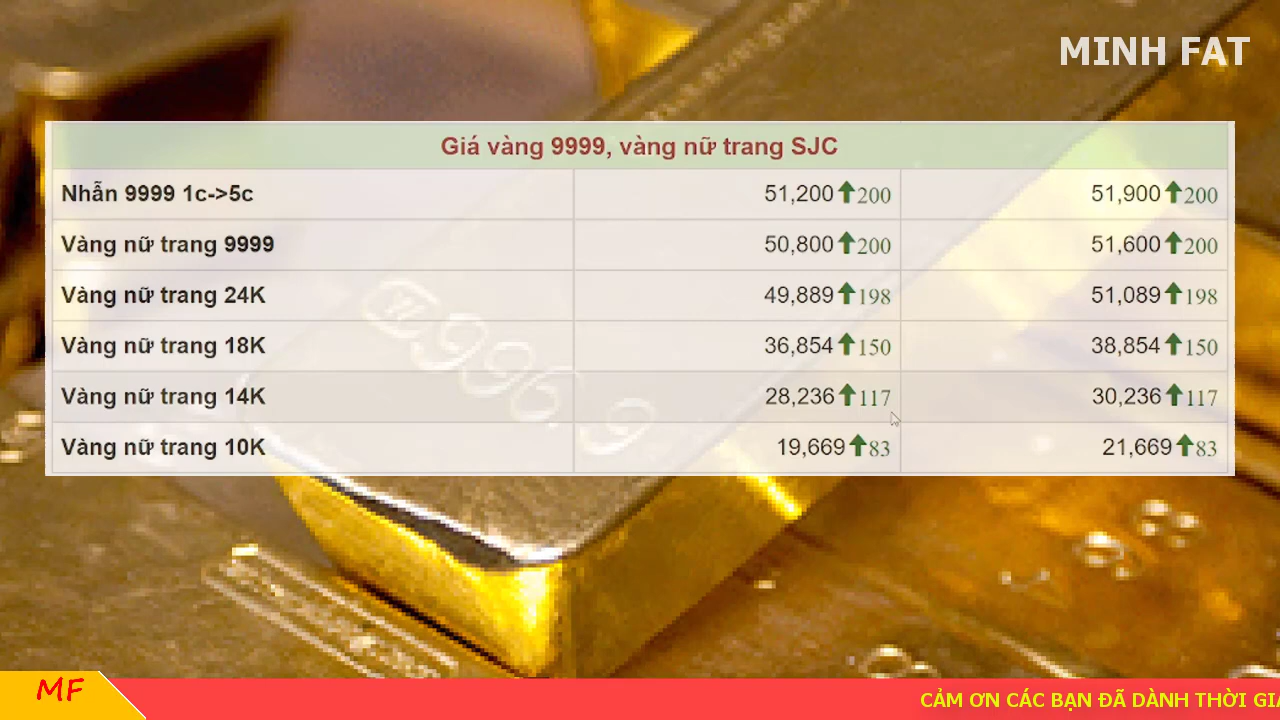 MINH FAT
Giá vàng 9999, vàng nữ trang SJC
Nhẫn 9999 1c->5c 51,200 200 51,900 200
Vàng nữ trang 9999 50,800 200 51,600 200
Vàng nữ trang 24K 49,889 198 51,089 198
Vàng nữ trang 18K 36,854 150 38,854 150
Vàng nữ trang 14K 28,236 117 30,236 117
Vàng nữ trang 10K 19,669 83 21,669 83
996.9
MF
CẢM ƠN CÁC BẠN ĐÃ DÀNH THỜI